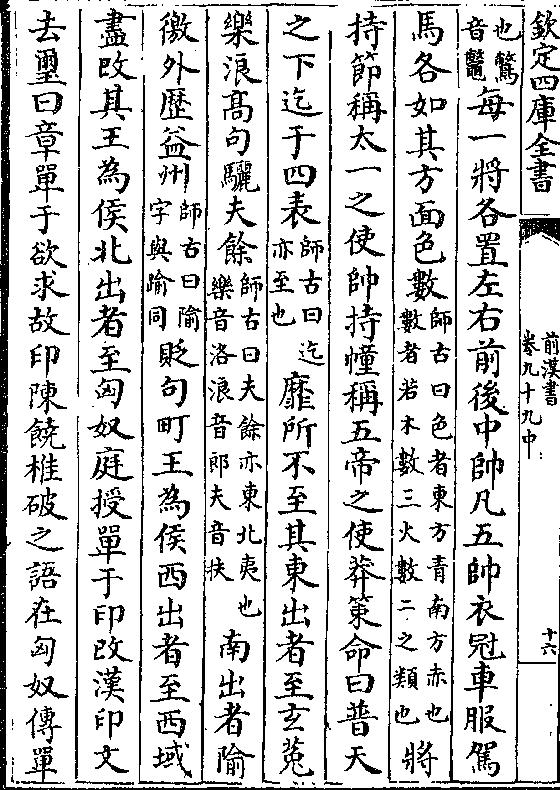 欽定四庫全書
前漢書
卷九十九中
十六
也鷩音鼈每一將各置左右前後中帥凡五帥衣冠車服駕
馬各如其方面色數師古曰色者東方青南方赤也數者若木數三火數二之類也將
持節稱太一之使帥持幢稱五帝之使莽策命曰普天
之下迄于四表師古曰迄亦至也靡所不至其東出者至玄菟
樂浪髙句驪夫餘師古曰夫餘亦東北夷也樂音洛浪音郎夫音扶南出者隃
徼外歴益州師古曰隃字與踰同貶句町王為侯西出者至西域
盡改其王為侯北出者至匈奴庭授單于印改漢印文
去璽曰章單于欲求故印陳饒椎破之語在匈奴傳單